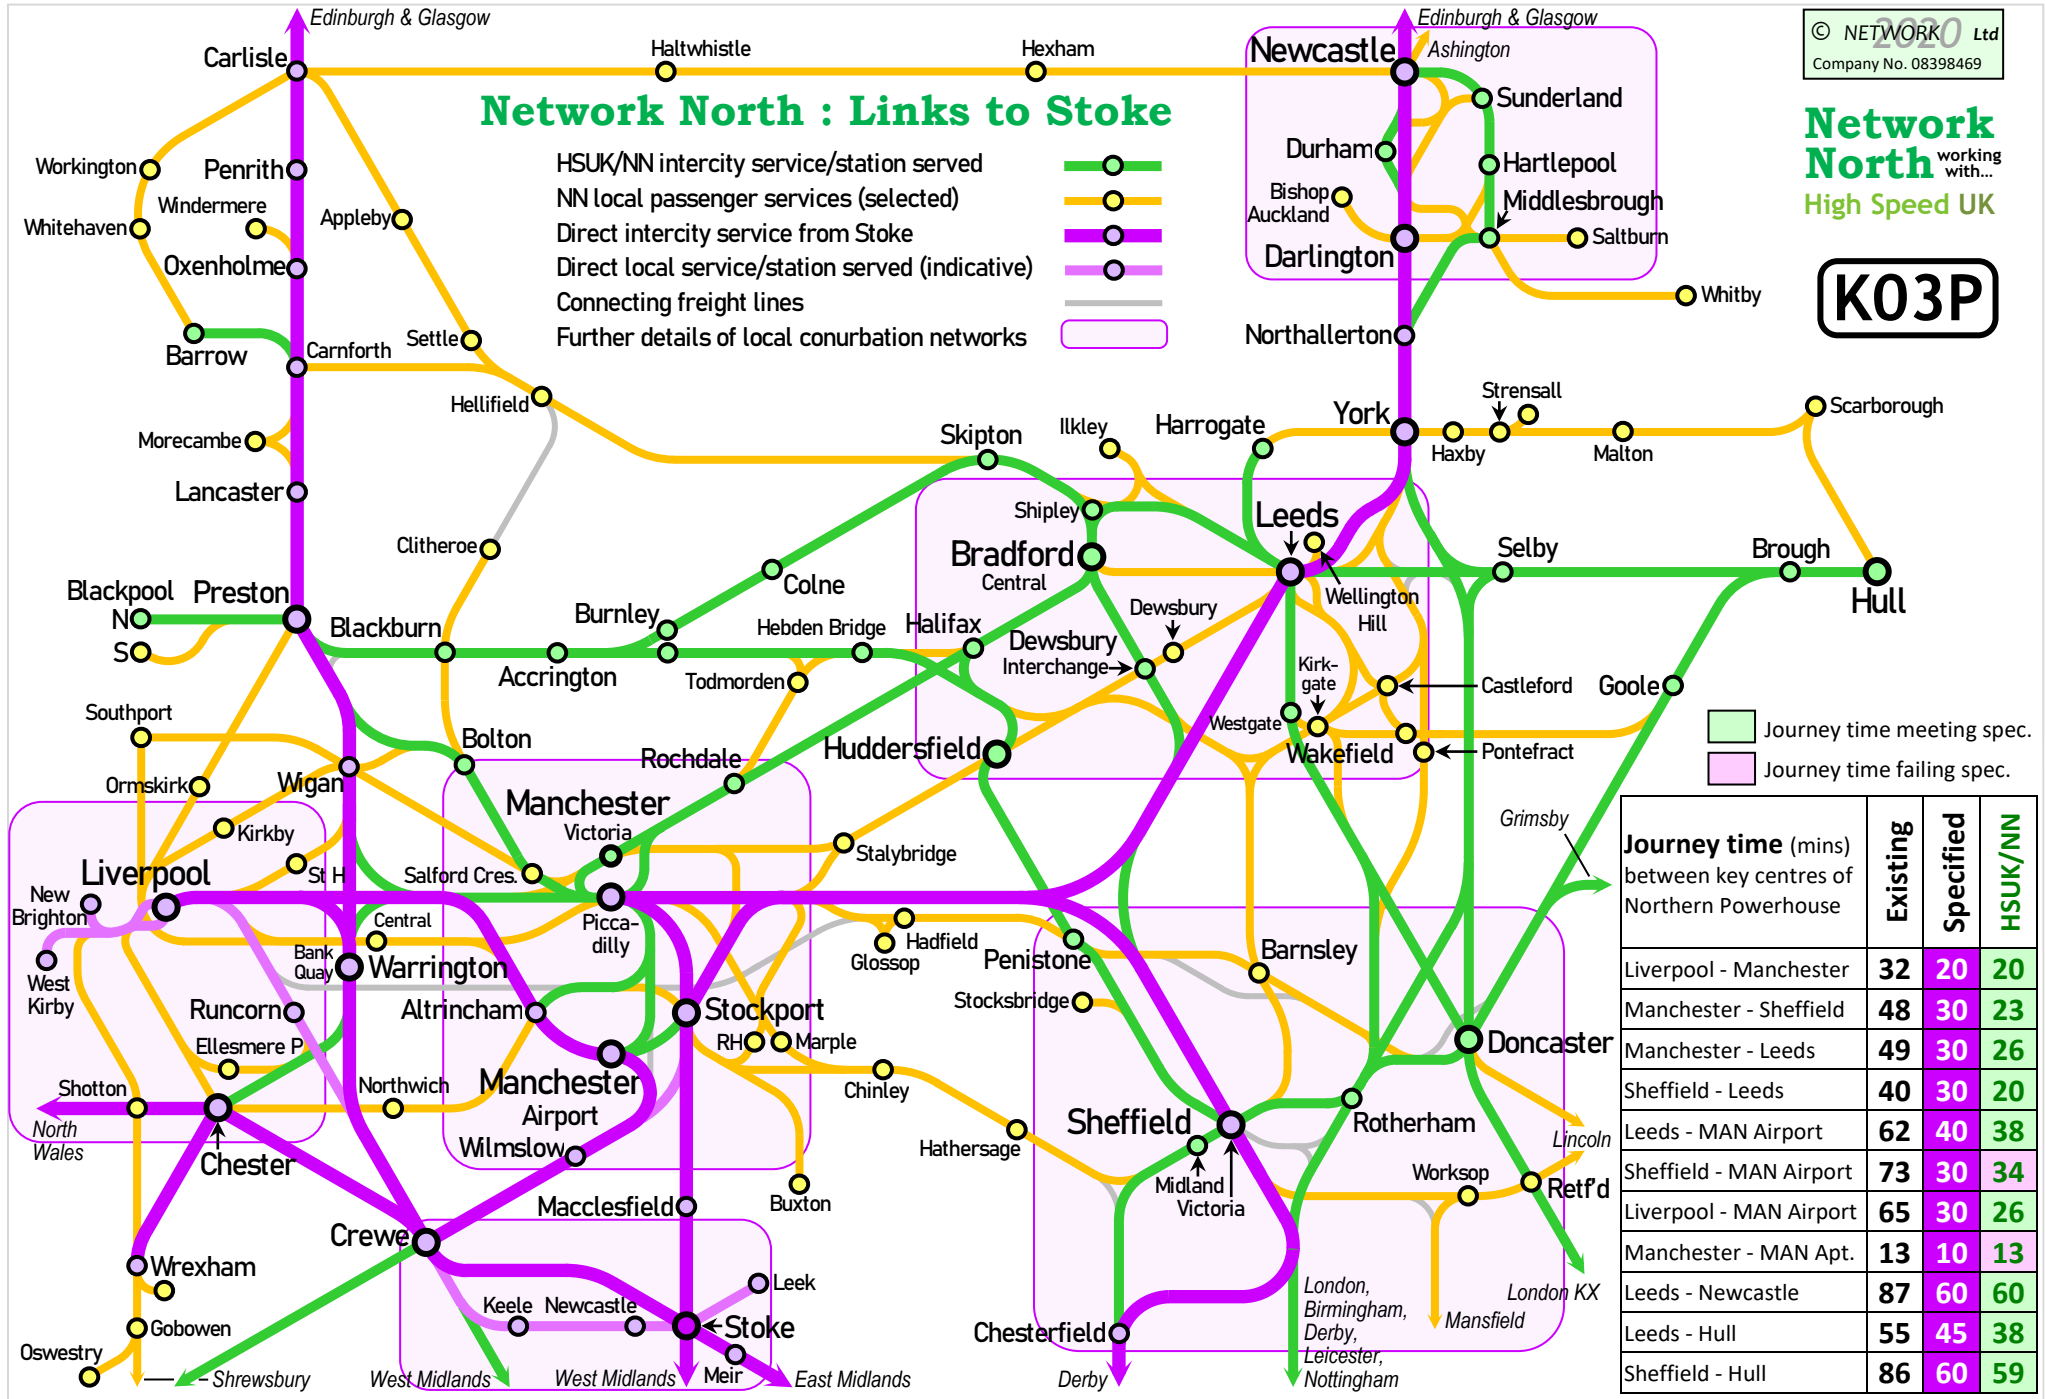 Edinburgh & Glasgow
Edinburgh & Glasgow
Carlisle
Haltwhistle
Hexham
Newcastle
Ashington
© NETWORK 2020 Ltd
Company No. 08398469
Network North : Links to Stoke
HSUK/NN intercity service/station served
NN local passenger services (selected)
Direct intercity service from Stoke
Direct local service/station served (indicative)
Connecting freight lines
Further details of local conurbation networks
Network
North working
with...
High Speed UK
K03P
Sunderland
Durham
Hartlepool
Bishop
Auckland
Middlesbrough
Saltburn
Darlington
Whitby
Northallerton
Workington
Penrith
Windermere
Whitehaven
Appleby
Oxenholme
Barrow
Carnforth
Settle
Hellifield
Morecambe
Lancaster
Clitheroe
Skipton
Ilkley
Harrogate
York
Strensall
Haxby
Malton
Scarborough
Shipley
Leeds
Bradford
Central
Wellington
Hill
Selby
Brough
Hull
Blackpool
N
S
Preston
Blackburn
Accrington
Burnley
Colne
Hebden Bridge
Todmorden
Halifax
Dewsbury
Dewsbury
Interchange
Kirk-
gate
Westgate
Wakefield
Castleford
Pontefract
Goole
Huddersfield
Southport
Ormskirk
Wigan
Bolton
Rochdale
Manchester
Victoria
Kirkby
St H
Salford Cres.
Stalybridge
Liverpool
New
Brighton
West
Kirby
Central
Bank
Quay
Warrington
Picca-
dilly
Hadfield
Glossop
Penistone
Barnsley
Stocksbridge
Grimsby
Runcorn
Altrincham
Stockport
RH
Marple
Ellesmere P
Shotton
Northwich
Manchester
Airport
Chinley
Doncaster
Sheffield
Rotherham
Lincoln
North
Wales
Chester
Wilmslow
Hathersage
Midland
Victoria
Worksop
Retf'd
Buxton
Macclesfield
Crewe
Wrexham
Leek
Keele
Newcastle
Stoke
Gobowen
Oswestry
Meir
Shrewsbury
West Midlands
West Midlands
East Midlands
Chesterfield
Derby
London,
Birmingham,
Derby,
Leicester,
Nottingham
Mansfield
London KX
Journey time meeting spec.
Journey time failing spec.
Journey time (mins)
between key centres of
Northern Powerhouse
Existing
Specified
HSUK/NN
Liverpool - Manchester 32 20 20
Manchester - Sheffield 48 30 23
Manchester - Leeds 49 30 26
Sheffield - Leeds 40 30 20
Leeds - MAN Airport 62 40 38
Sheffield - MAN Airport 73 30 34
Liverpool - MAN Airport 65 30 26
Manchester - MAN Apt. 13 10 13
Leeds - Newcastle 87 60 60
Leeds - Hull 55 45 38
Sheffield - Hull 86 60 59